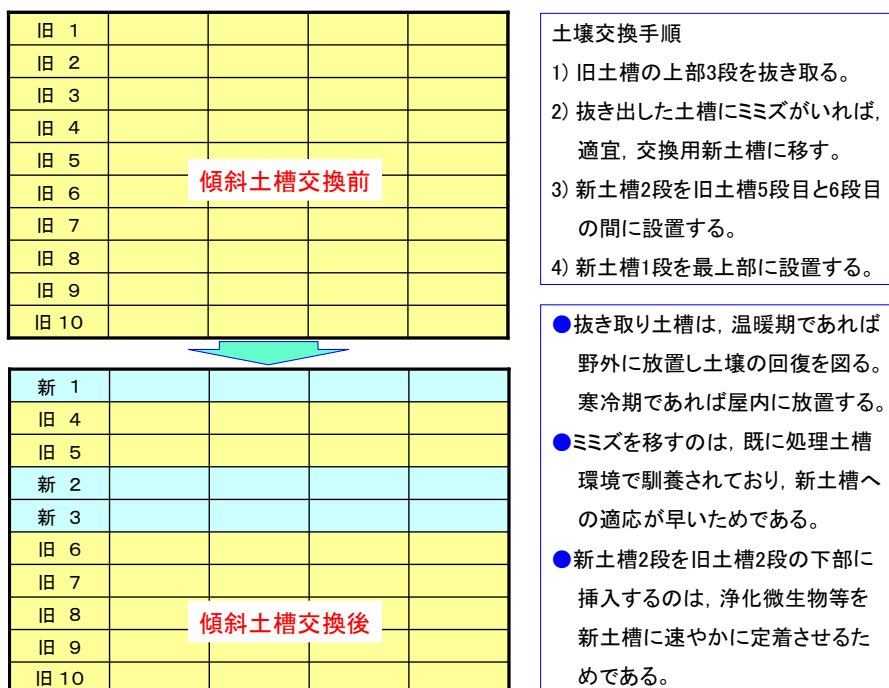 旧 1
旧 2
旧 3
旧 4
旧 5
旧 6
旧 7
旧 8
旧 9
旧 10
傾斜土槽交換前
新 1
旧 4
旧 5
新 2
新 3
旧 6
旧 7
旧 8
旧 9
旧 10
傾斜土槽交換後
土壌交換手順
1) 旧土槽の上部3段を抜き取る。
2) 抜き出した土槽にミミズがいれば,
適宜, 交換用新土槽に移す。
3) 新土槽2段を旧土槽5段目と6段目
の間に設置する。
4) 新土槽1段を最上部に設置する。
●抜き取り土槽は, 温暖期であれば
野外に放置し土壌の回復を図る。
寒冷期であれば屋内に放置する。
●ミミズを移すのは, 既に処理土槽
環境で馴養されており, 新土槽へ
の適応が早いためである。
●新土槽2段を旧土槽2段の下部に
挿入するのは, 浄化微生物等を
新土槽に速やかに定着させるた
めである。